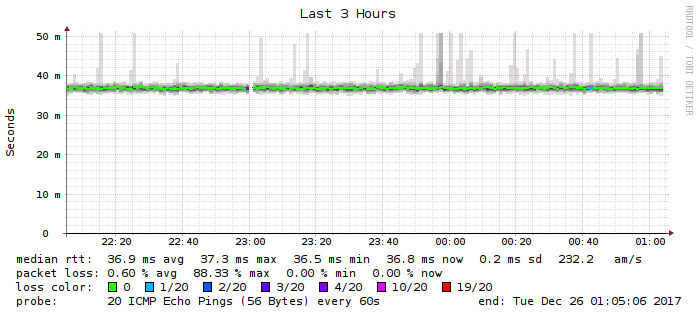 Last 3 Hours
RRDTOOL / TOBI OETIKER
Seconds
50 m
40 m
30 m
20 m
10 m
0
22:20 22:40 23:00 23:20 23:40 00:00 00:20 00:40 01:00
median rtt: 36.9 ms avg 37.3 ms max 36.5 ms min 36.8 ms now 0.2 ms sd 232.2 am/s
packet loss: 0.60 % avg 88.33 % max 0.00 % min 0.00 % now
loss color: 0 1/20 2/20 3/20 4/20 10/20 19/20
probe: 20 ICMP Echo Pings (56 Bytes) every 60s end: Tue Dec 26 01:05:06 2017